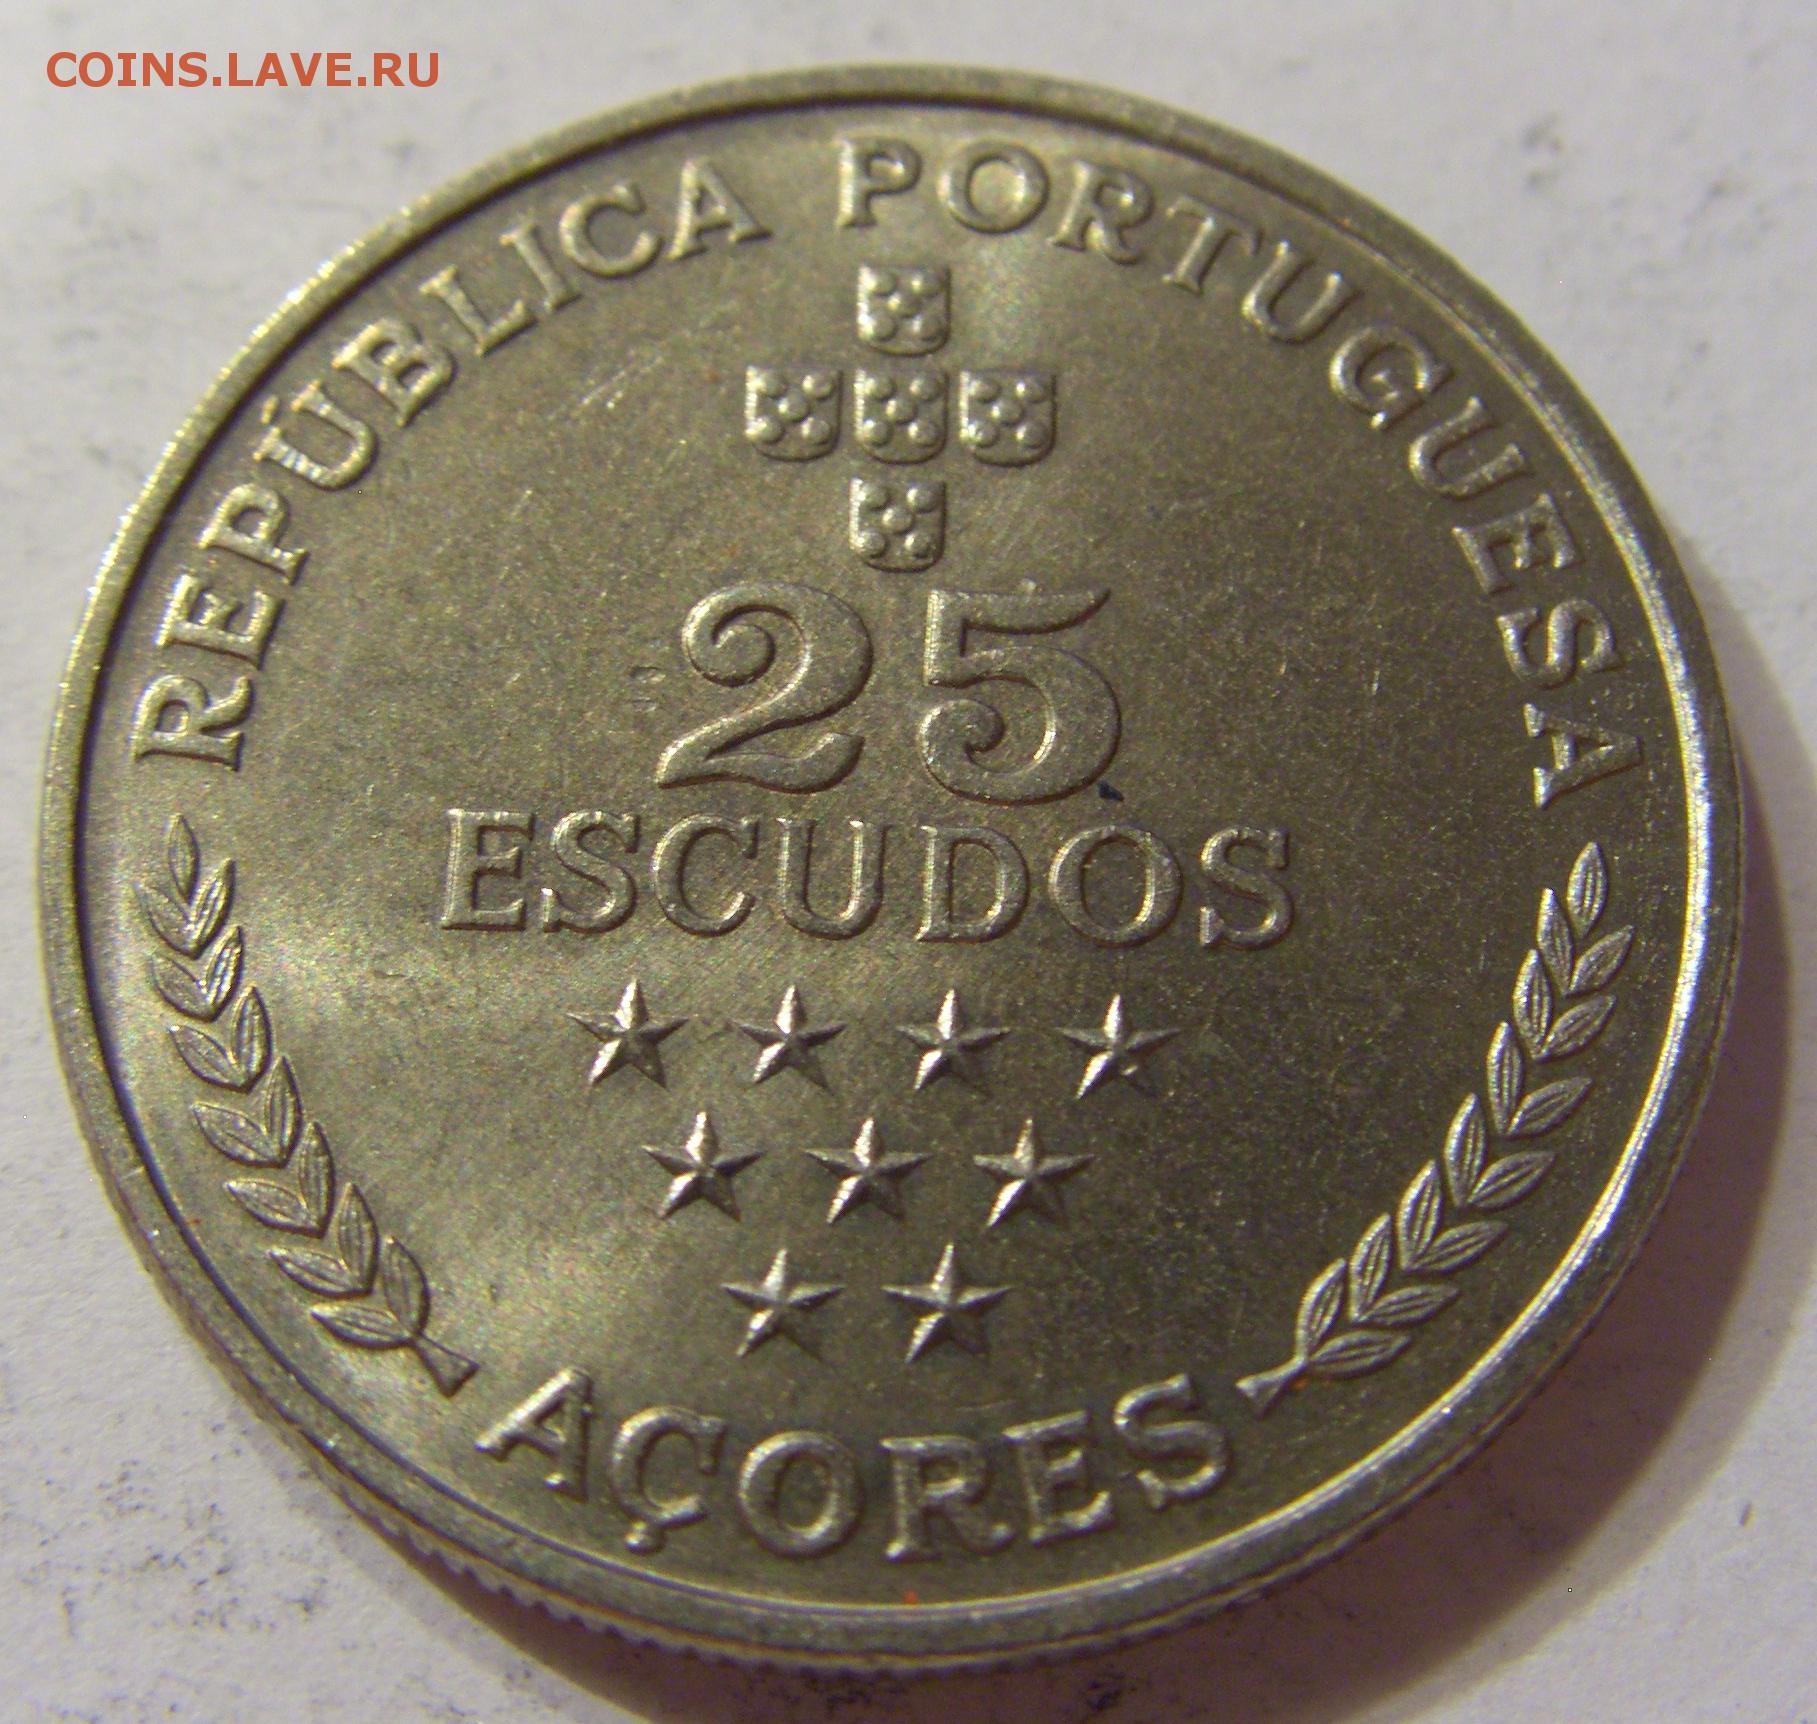 COINS.LAVE.RU
REPÚBLICA PORTUGUESA
25
ESCUDOS
AÇORES